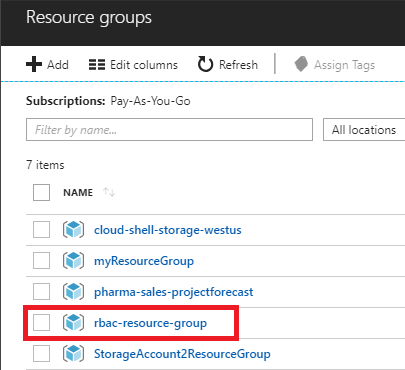 Resource groups
Add Edit columns Refresh Assign Tags
Subscriptions: Pay-As-You-Go
Filter by name... All locations
7 items
NAME
cloud-shell-storage-westus
myResourceGroup
pharma-sales-projectforecast
rbac-resource-group
StorageAccount2ResourceGroup